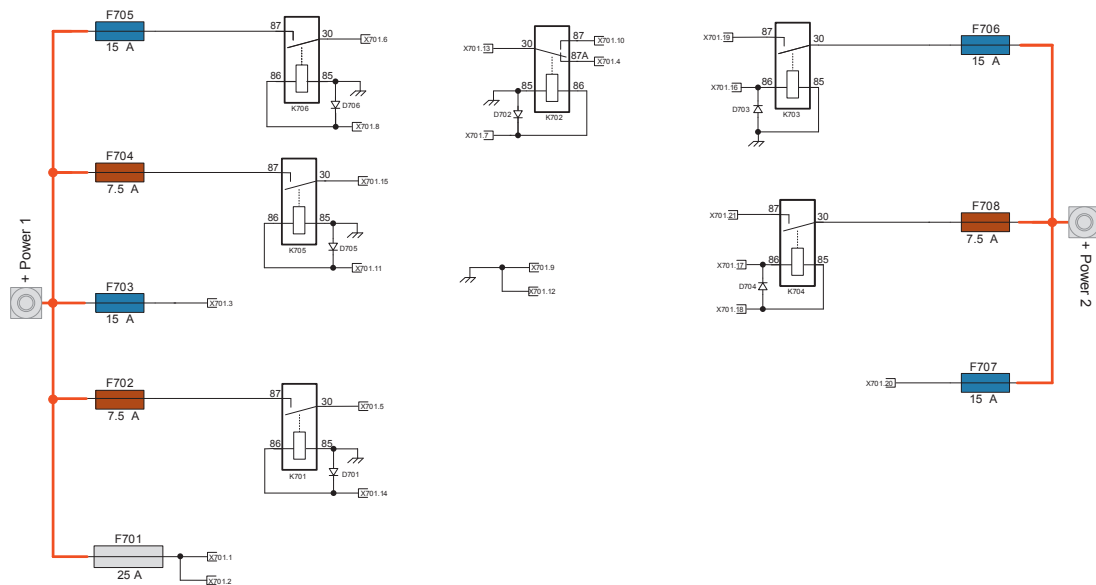 F705
15 A
87
30
X701.6
86
85
D706
K706
X701.8
F704
7.5 A
87
30
X701.15
86
85
D705
K705
X701.11
+ Power 1
F703
15 A
X701.3
F702
7.5 A
87
30
X701.5
86
85
D701
K701
X701.14
F701
25 A
X701.1
X701.2
X701.13
30
87
X701.10
87A
X701.4
85
86
D702
K702
X701.7
X701.9
X701.12
X701.19
87
30
F706
15 A
X701.16
86
85
D703
K703
X701.21
87
30
F708
7.5 A
X701.17
86
85
D704
K704
X701.18
+ Power 2
F707
15 A
X701.20